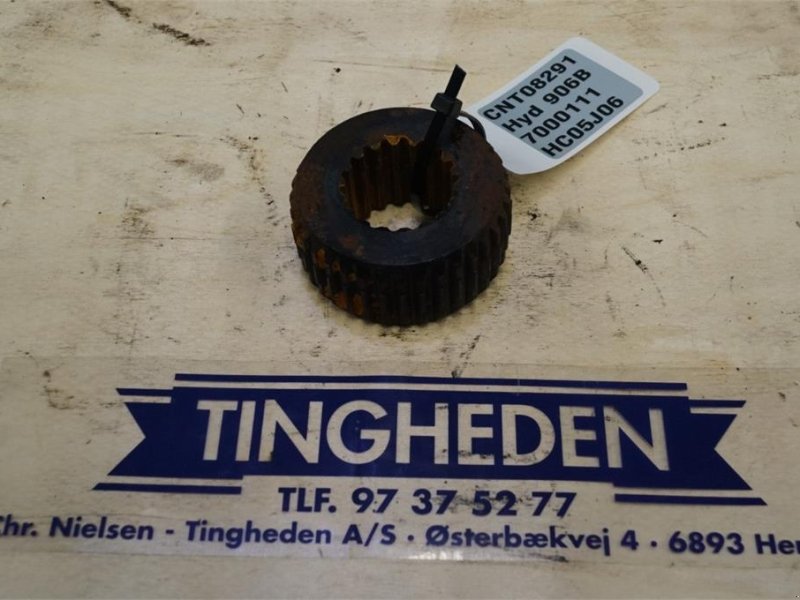 CNT08291
Hyd 906B
7000111
HC05J06
TINGHEDEN
TLF. 97 37 52 77
Chr. Nielsen - Tingheden A/S · Østerbækvej 4 · 6893